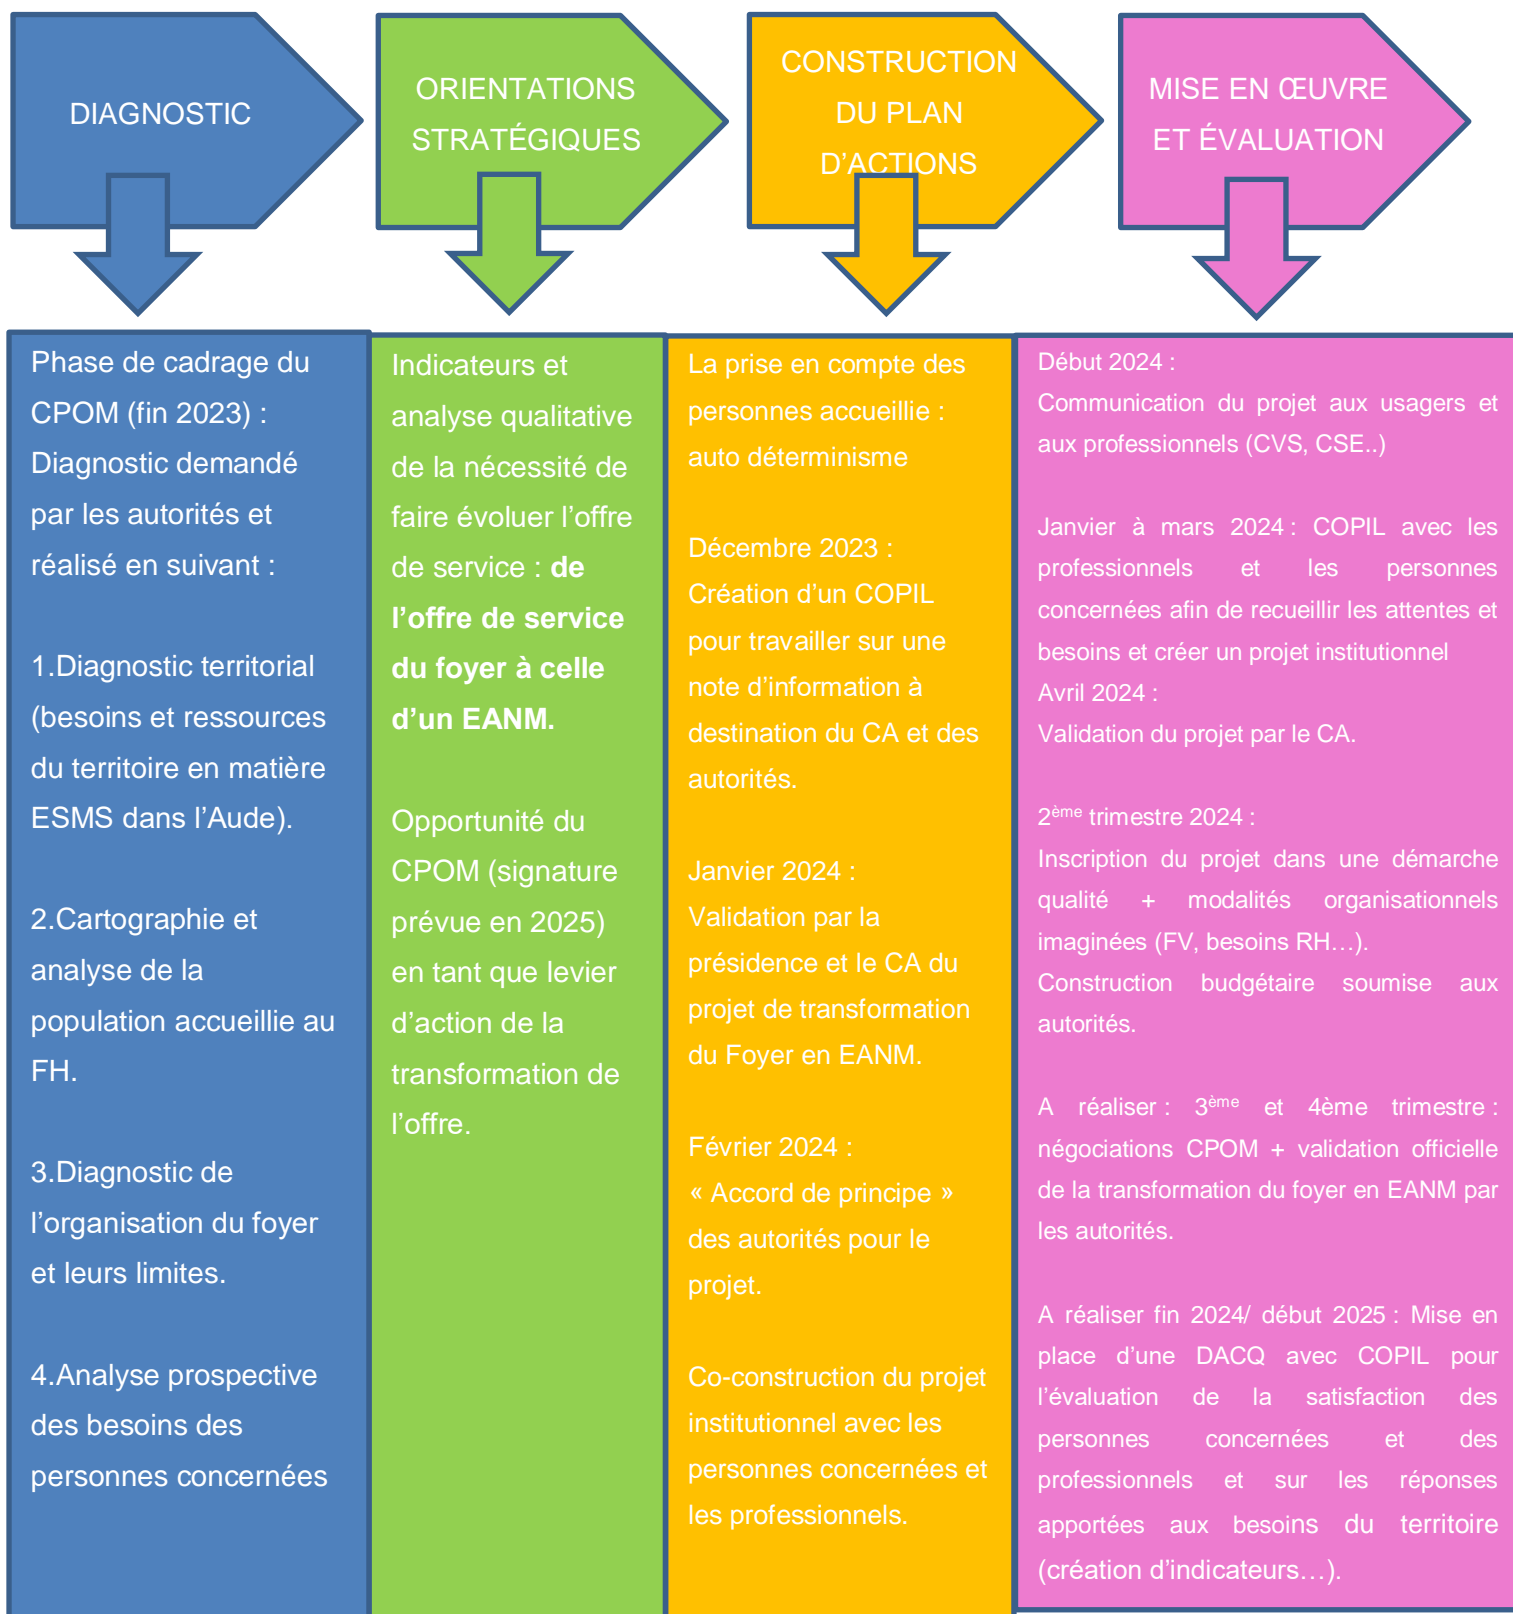 DIAGNOSTIC
ORIENTATIONS
STRATÉGIQUES
CONSTRUCTION
DU PLAN
D’ACTIONS
MISE EN ŒUVRE
ET ÉVALUATION
Phase de cadrage du
CPOM (fin 2023) :
Diagnostic demandé
par les autorités et
réalisé en suivant :
1.Diagnostic territorial
(besoins et ressources
du territoire en matière
ESMS dans l’Aude).
2.Cartographie et
analyse de la
population accueillie au
FH.
3.Diagnostic de
l’organisation du foyer
et leurs limites.
4.Analyse prospective
des besoins des
personnes concernées
Indicateurs et
analyse qualitative
de la nécessité de
faire évoluer l’offre
de service : de
l’offre de service
du foyer à celle
d’un EANM.
Opportunité du
CPOM (signature
prévue en 2025)
en tant que levier
d’action de la
transformation de
l’offre.
La prise en compte des
personnes accueillie :
auto déterminisme
Décembre 2023 :
Création d’un COPIL
pour travailler sur une
note d’information à
destination du CA et des
autorités.
Janvier 2024 :
Validation par la
présidence et le CA du
projet de transformation
du Foyer en EANM.
Février 2024 :
« Accord de principe »
des autorités pour le
projet.
Co-construction du projet
institutionnel avec les
personnes concernées et
les professionnels.
Début 2024 :
Communication du projet aux usagers et
aux professionnels (CVS, CSE..)
Janvier à mars 2024 : COPIL avec les
professionnels et les personnes
concernées afin de recueillir les attentes et
besoins et créer un projet institutionnel
Avril 2024 :
Validation du projet par le CA.
2ème trimestre 2024 :
Inscription du projet dans une démarche
qualité + modalités organisationnels
imaginées (FV, besoins RH…).
Construction budgétaire soumise aux
autorités.
A réaliser : 3ème et 4ème trimestre :
négociations CPOM + validation officielle
de la transformation du foyer en EANM par
les autorités.
A réaliser fin 2024/ début 2025 : Mise en
place d’une DACQ avec COPIL pour
l’évaluation de la satisfaction des
personnes concernées et des
professionnels et sur les réponses
apportées aux besoins du territoire
(création d’indicateurs…).